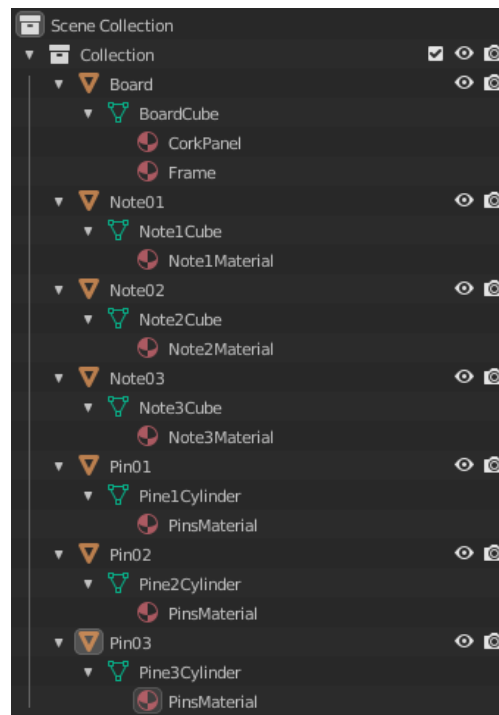 Scene Collection
Collection
Board
BoardCube
CorkPanel
Frame
Note01
Note1Cube
Note1Material
Note02
Note2Cube
Note2Material
Note03
Note3Cube
Note3Material
Pin01
Pine1Cylinder
PinsMaterial
Pin02
Pine2Cylinder
PinsMaterial
Pin03
Pine3Cylinder
PinsMaterial